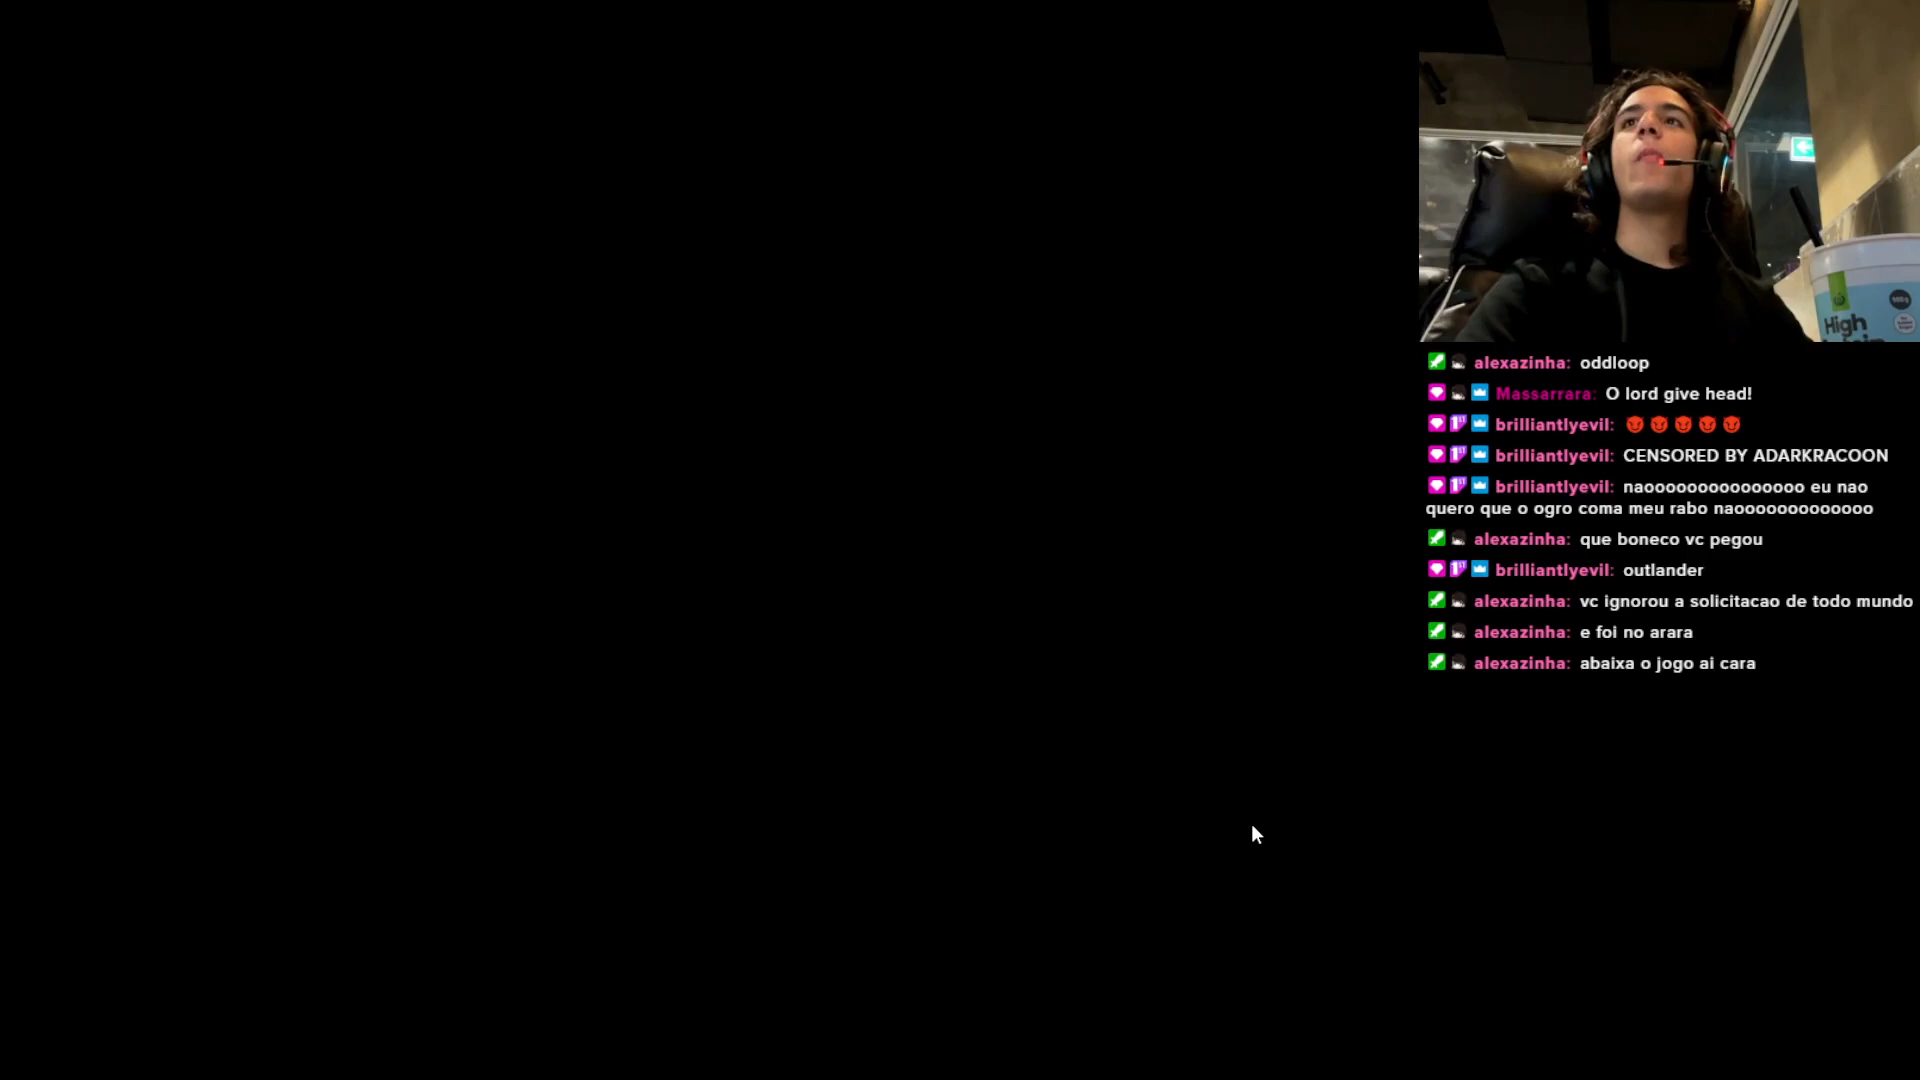 High
alexazinha: oddloop
Massarrara: O lord give head!
brilliantlyevil: 😈 😈 😈 😈 😈
brilliantlyevil: CENSORED BY ADARKRACOON
brilliantlyevil: naooooooooooooooo eu nao
quero que o ogro coma meu rabo naooooooooooooo
alexazinha: que boneco vc pegou
brilliantlyevil: outlander
alexazinha: vc ignorou a solicitacao de todo mundo
alexazinha: e foi no arara
alexazinha: abaixa o jogo ai cara